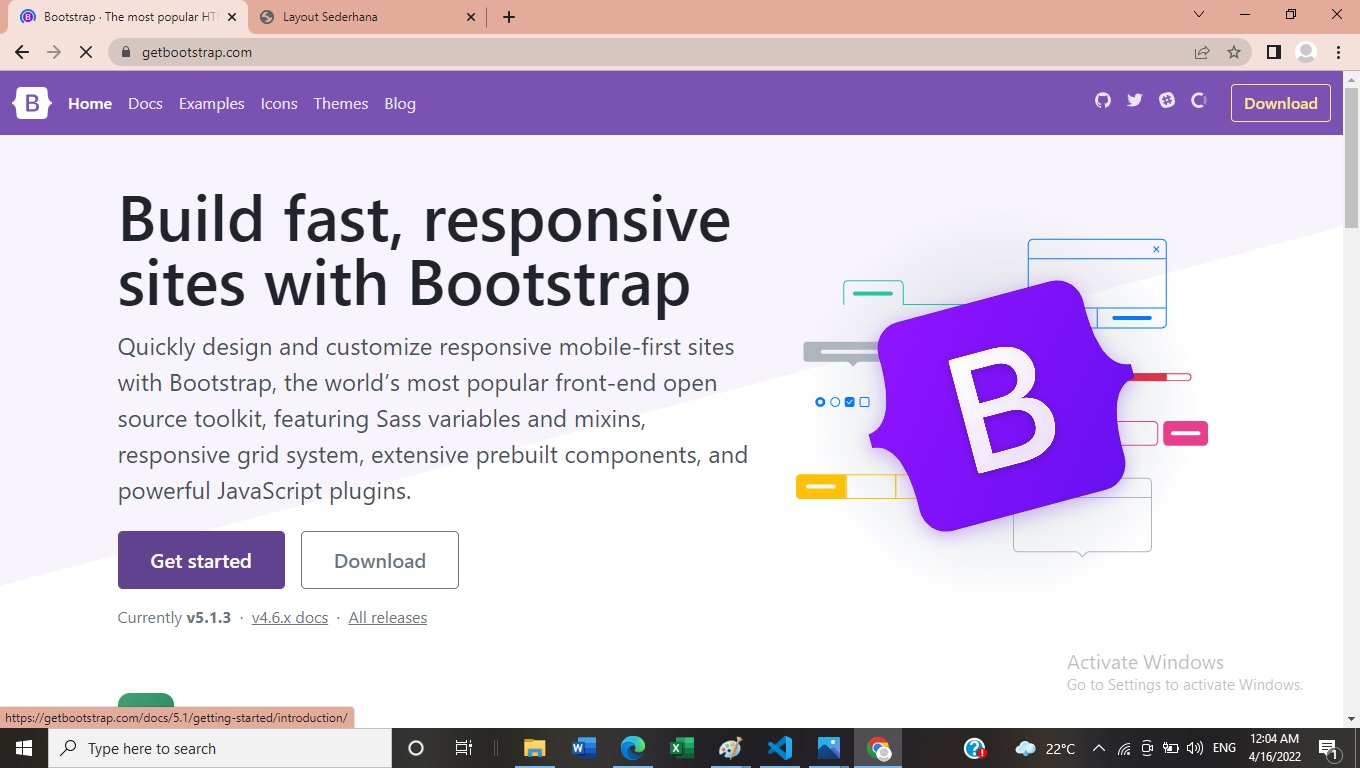 Bootstrap · The most popular HT
Layout Sederhana
getbootstrap.com
B Home Docs Examples Icons Themes Blog Download
Build fast, responsive
sites with Bootstrap
Quickly design and customize responsive mobile-first sites
with Bootstrap, the world’s most popular front-end open
source toolkit, featuring Sass variables and mixins,
responsive grid system, extensive prebuilt components, and
powerful JavaScript plugins.
B
Get started Download
Currently v5.1.3 · v4.6.x docs · All releases
Activate Windows
Go to Settings to activate Windows.
https://getbootstrap.com/docs/5.1/getting-started/introduction/
Type here to search
22°C ENG 12:04 AM
4/16/2022
1